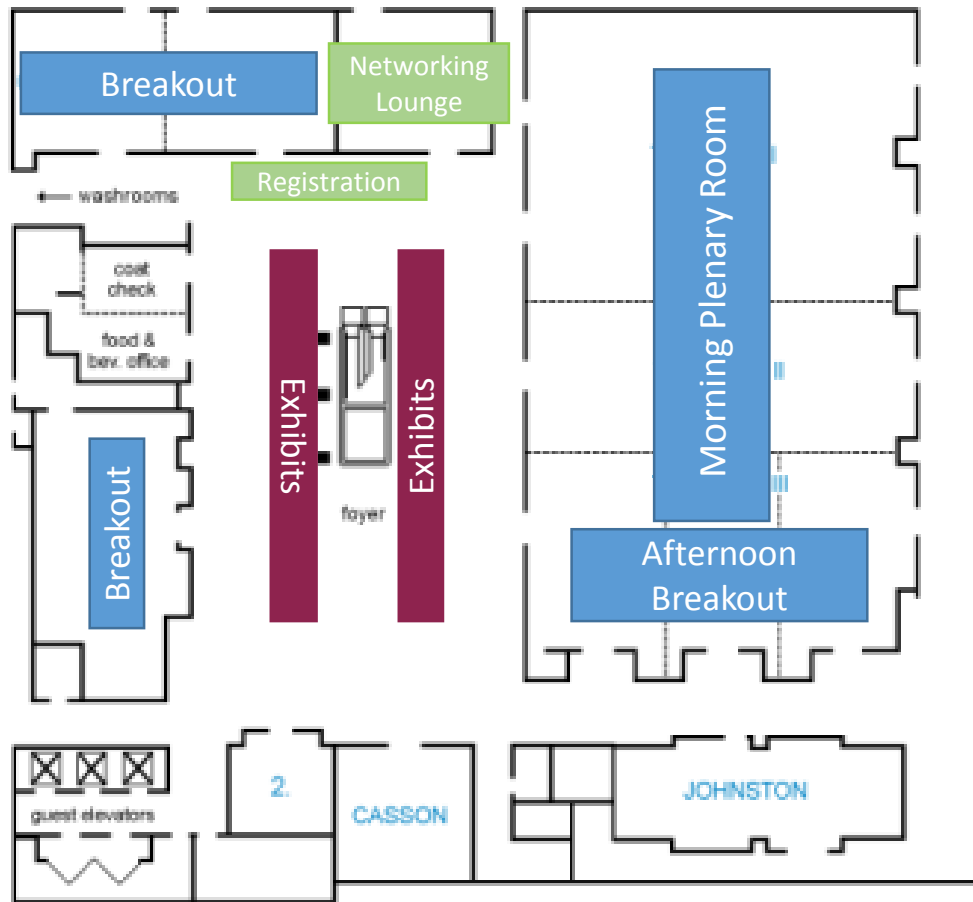 Breakout
Networking
Lounge
Registration
washrooms
coat
check
food &
bev. office
Exhibits
Exhibits
foyer
Morning Plenary Room
Breakout
Afternoon
Breakout
guest elevators
2.
CASSON
JOHNSTON